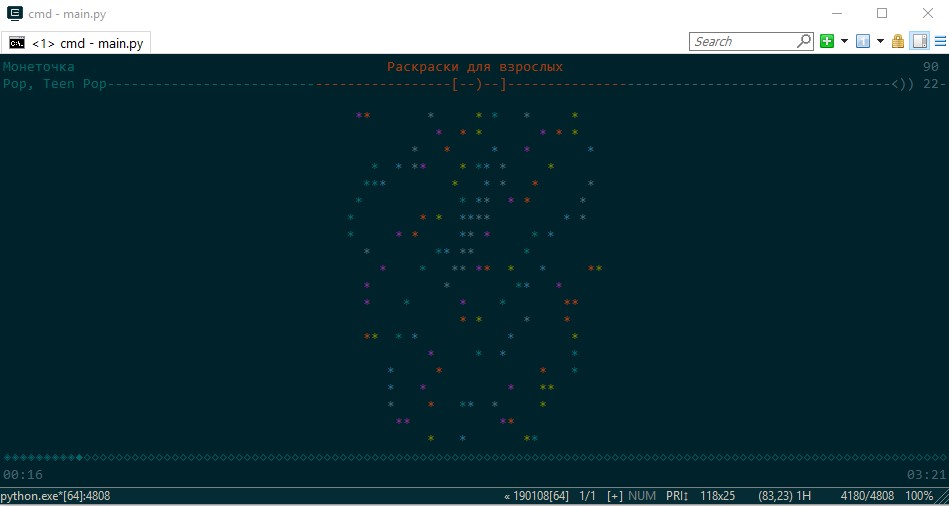 cmd - main.py
<1> cmd - main.py
Search
Монеточка Раскраски для взрослых 90
Pop, Teen Pop--------------------------------------------[--)--]------------------------------------------------<)) 22-
00:16 03:21
python.exe*[64]:4808 « 190108[64] 1/1 [+] NUM PRI↕ 118x25 (83,23) 1H 4180/4808 100%